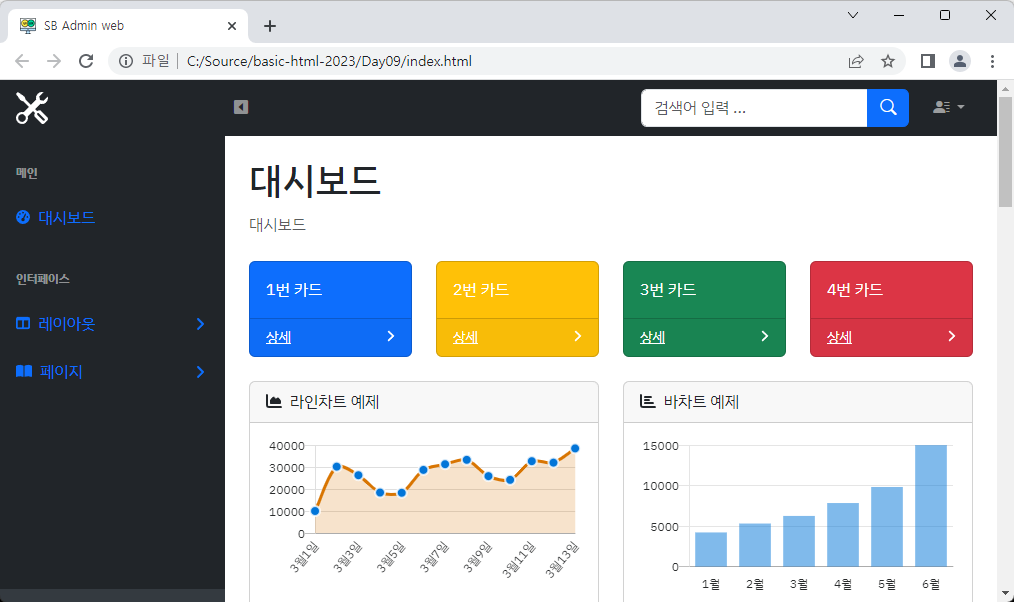 SB Admin web
파일 C:/Source/basic-html-2023/Day09/index.html
검색어 입력 ...
메인
대시보드
인터페이스
레이아웃
페이지
대시보드
대시보드
1번 카드
상세
2번 카드
상세
3번 카드
상세
4번 카드
상세
라인차트 예제
40000
30000
20000
10000
0
3월1일 3월3일 3월5일 3월7일 3월9일 3월11일 3월13일
바차트 예제
15000
10000
5000
0
1월 2월 3월 4월 5월 6월